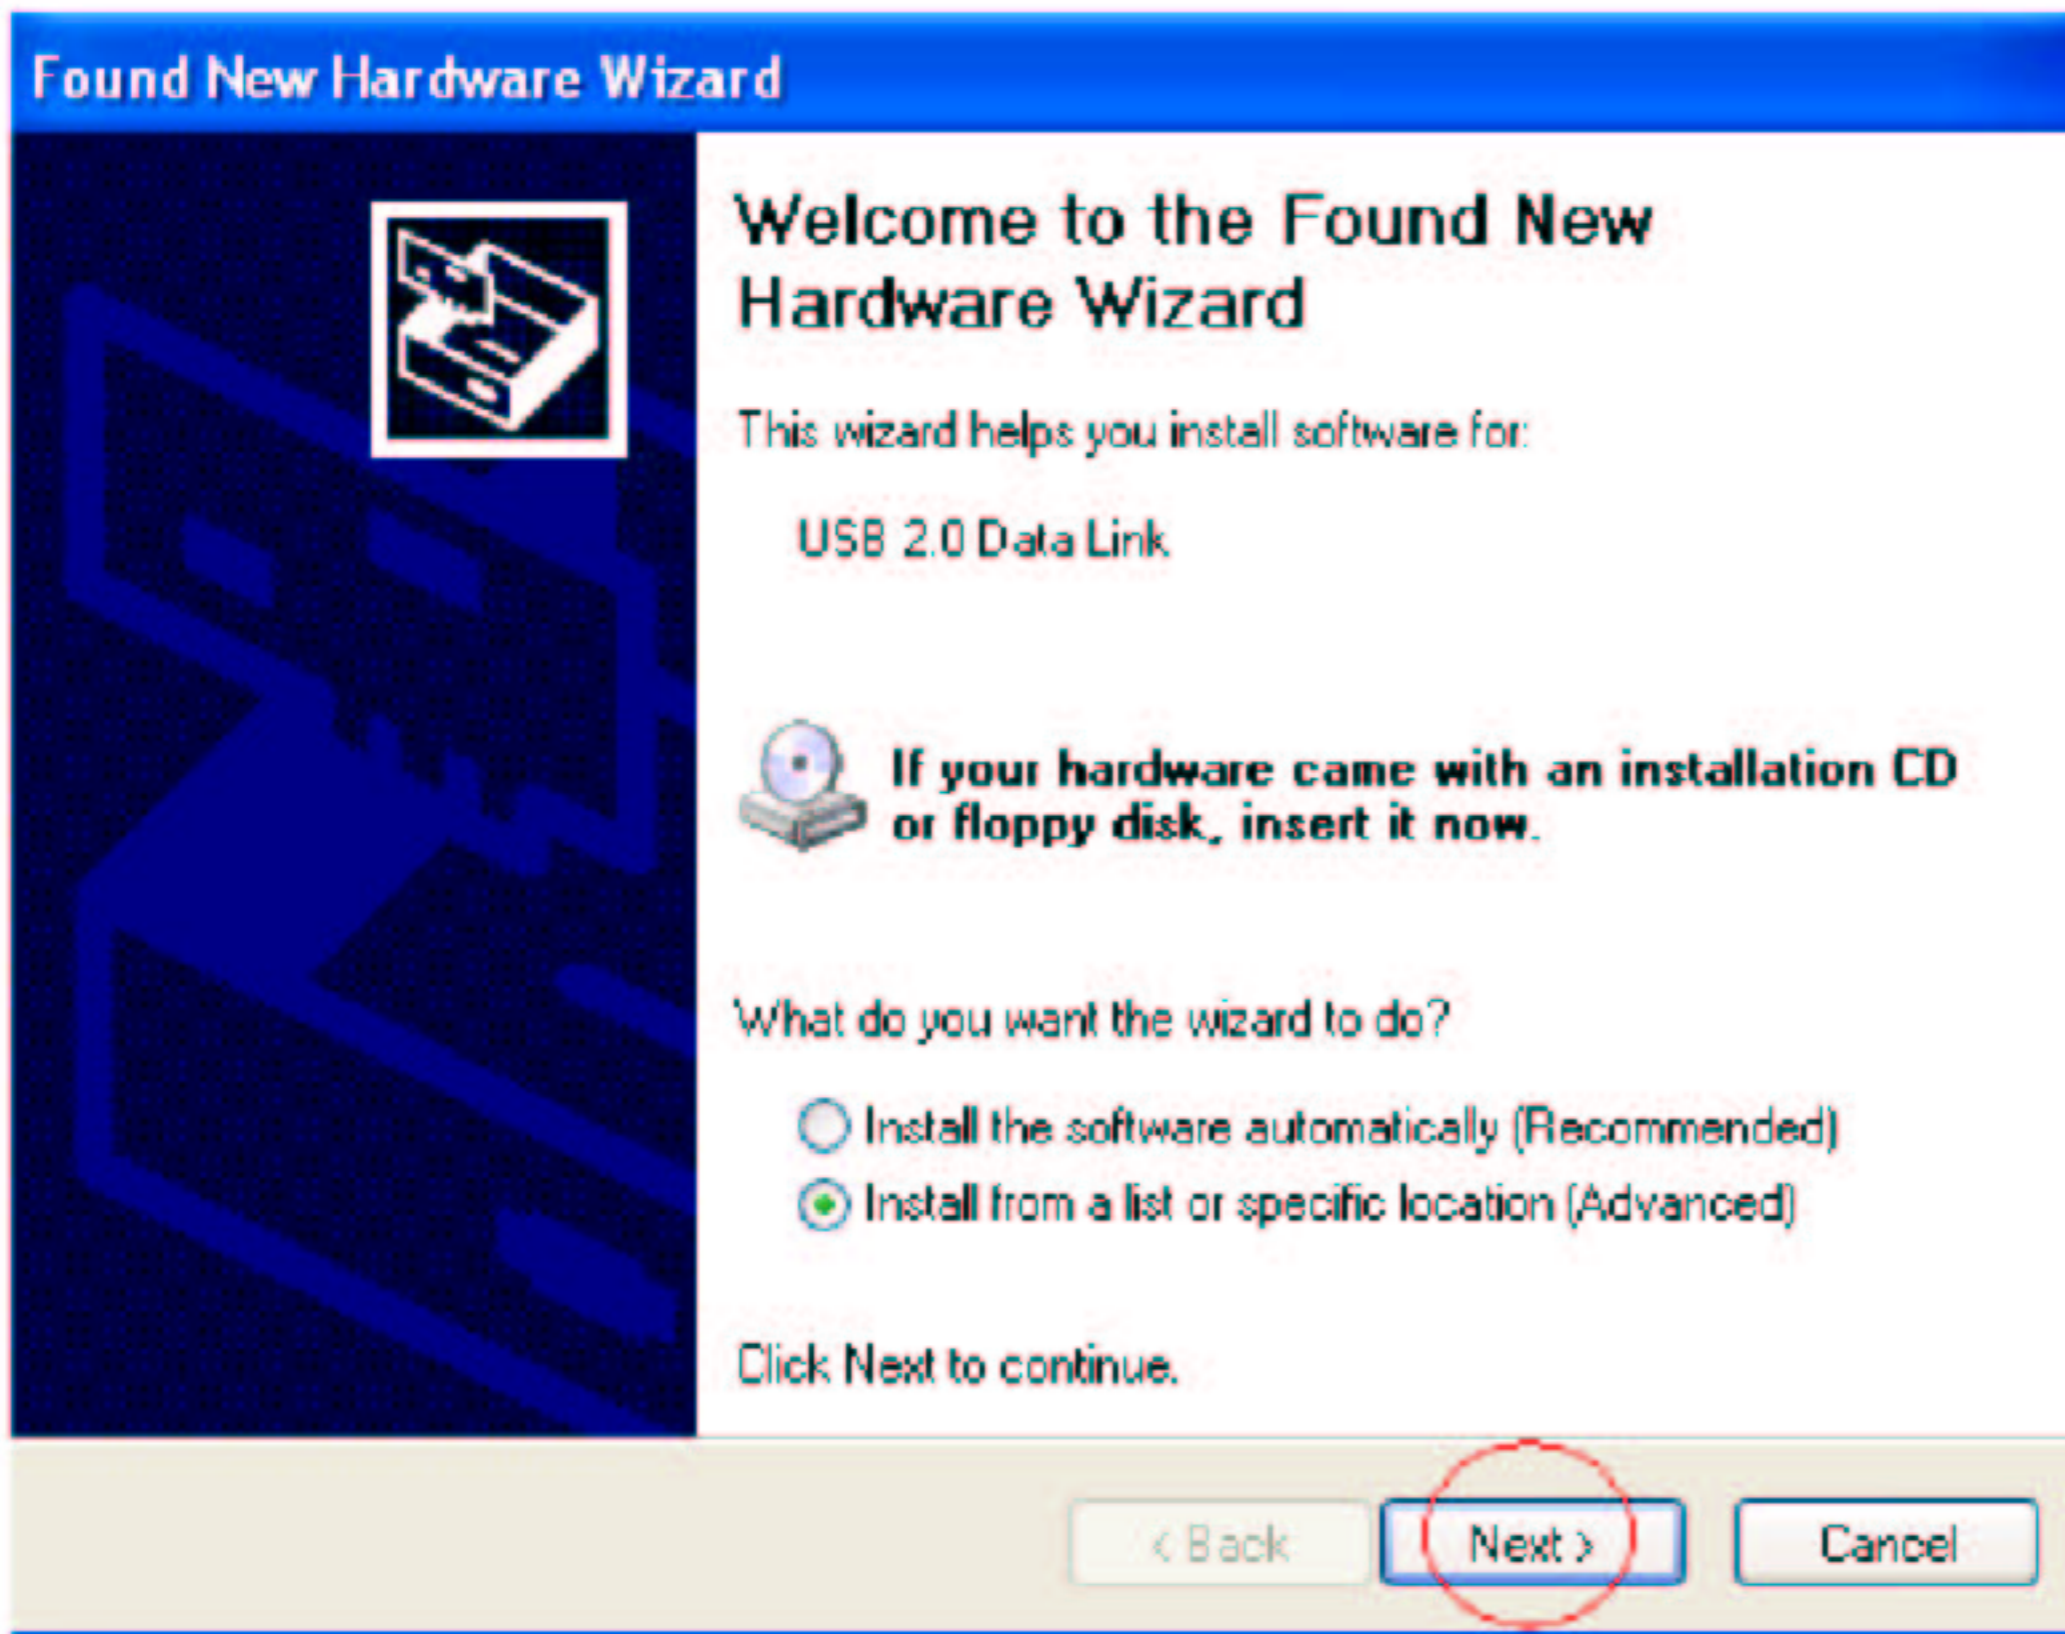 Found New Hardware Wizard
Welcome to the Found New
Hardware Wizard
This wizard helps you install software for:
USB 2.0 Data Link
If your hardware came with an installation CD
or floppy disk, insert it now.
What do you want the wizard to do?
Install the software automatically (Recommended)
Install from a list or specific location (Advanced)
Click Next to continue.
< Back Next > Cancel